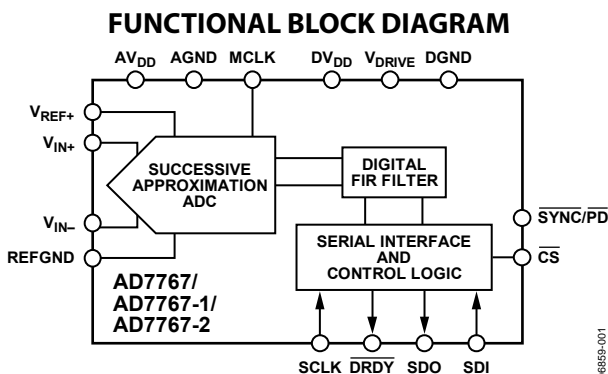 FUNCTIONAL BLOCK DIAGRAM
AVDD AGND MCLK DVDD VDRIVE DGND
VREF+
VIN+
VIN–
REFGND
SUCCESSIVE
APPROXIMATION
ADC
DIGITAL
FIR FILTER
SERIAL INTERFACE
AND
CONTROL LOGIC
SYNC/PD
CS
AD7767/
AD7767-1/
AD7767-2
SCLK DRDY SDO SDI
6859-001